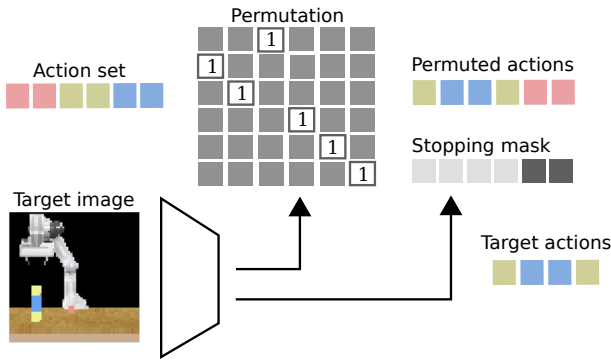 Permutation
Action set
1
1
1
1
1
1
Permuted actions
Stopping mask
Target image
Target actions